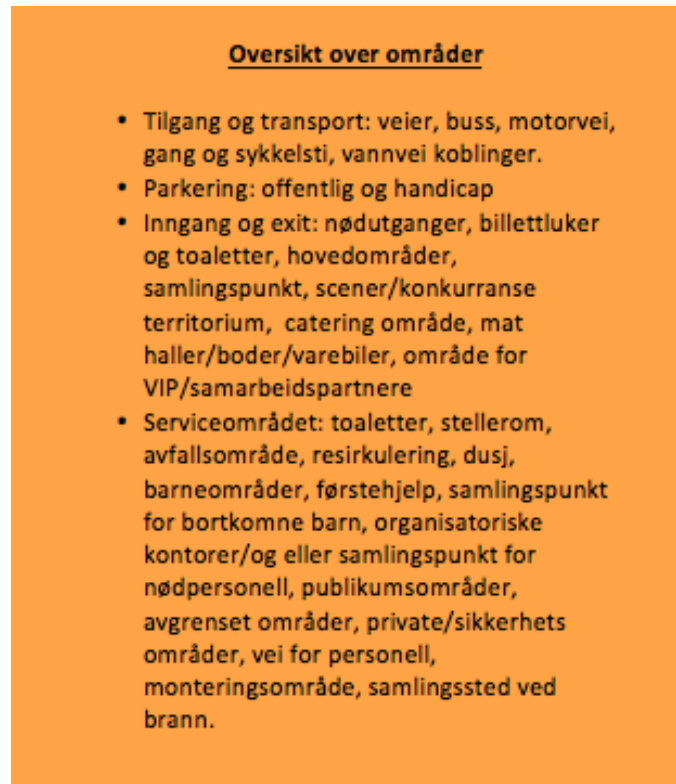 Oversikt over områder
• Tilgang og transport: veier, buss, motorvei,
gang og sykkelsti, vannvei koblinger.
• Parkering: offentlig og handicap
• Inngang og exit: nødutganger, billettluker
og toaletter, hovedområder,
samlingspunkt, scener/konkurranse
territorium,  catering område, mat
haller/boder/varebiler, område for
VIP/samarbeidspartnere
• Serviceområdet: toaletter, stellerom,
avfallsområde, resirkulering, dusj,
barneområder, førstehjelp, samlingspunkt
for bortkomne barn, organisatoriske
kontorer/og eller samlingspunkt for
nødpersonell, publikumsområder,
avgrenset områder, private/sikkerhets
områder, vei for personell,
monteringsområde, samlingssted ved
brann.